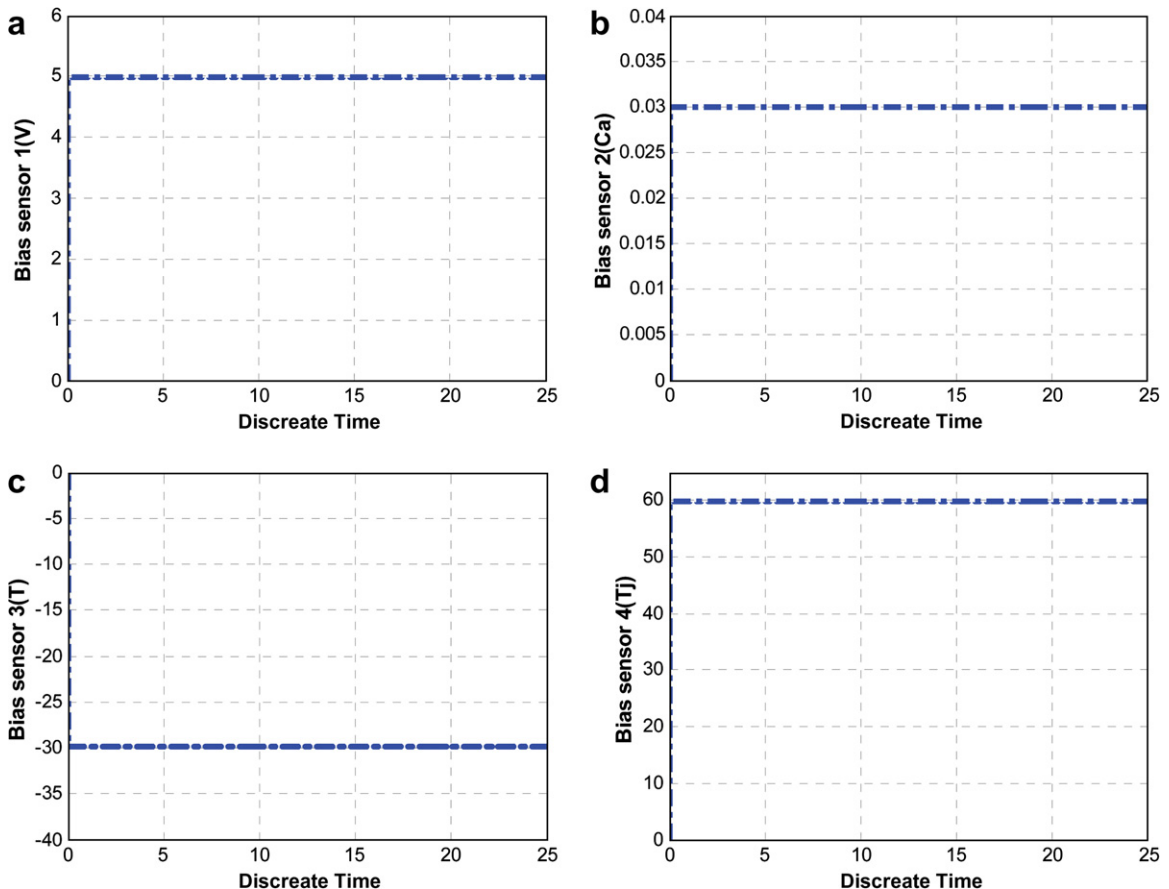 a
6
5
4
3
2
1
0
Bias sensor 1(V)
0 5 10 15 20 25
Discreate Time
b
0.04
0.035
0.03
0.025
0.02
0.015
0.01
0.005
0
Bias sensor 2(Ca)
0 5 10 15 20 25
Discreate Time
c
0
-5
-10
-15
-20
-25
-30
-35
-40
Bias sensor 3(T)
0 5 10 15 20 25
Discreate Time
d
60
50
40
30
20
10
0
Bias sensor 4(Tj)
0 5 10 15 20 25
Discreate Time